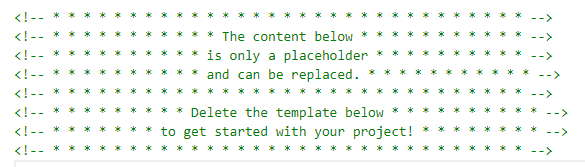 <!-- * * * * * * * * * * * * * * * * * * * * * * * * * * * * * * * -->
<!-- * * * * * * * * * * * The content below * * * * * * * * * * * -->
<!-- * * * * * * * * * * is only a placeholder * * * * * * * * * * -->
<!-- * * * * * * * * * * and can be replaced. * * * * * * * * * * * -->
<!-- * * * * * * * * * * * * * * * * * * * * * * * * * * * * * * * -->
<!-- * * * * * * * * * Delete the template below * * * * * * * * * * -->
<!-- * * * * * * * to get started with your project! * * * * * * * * -->
<!-- * * * * * * * * * * * * * * * * * * * * * * * * * * * * * * * -->